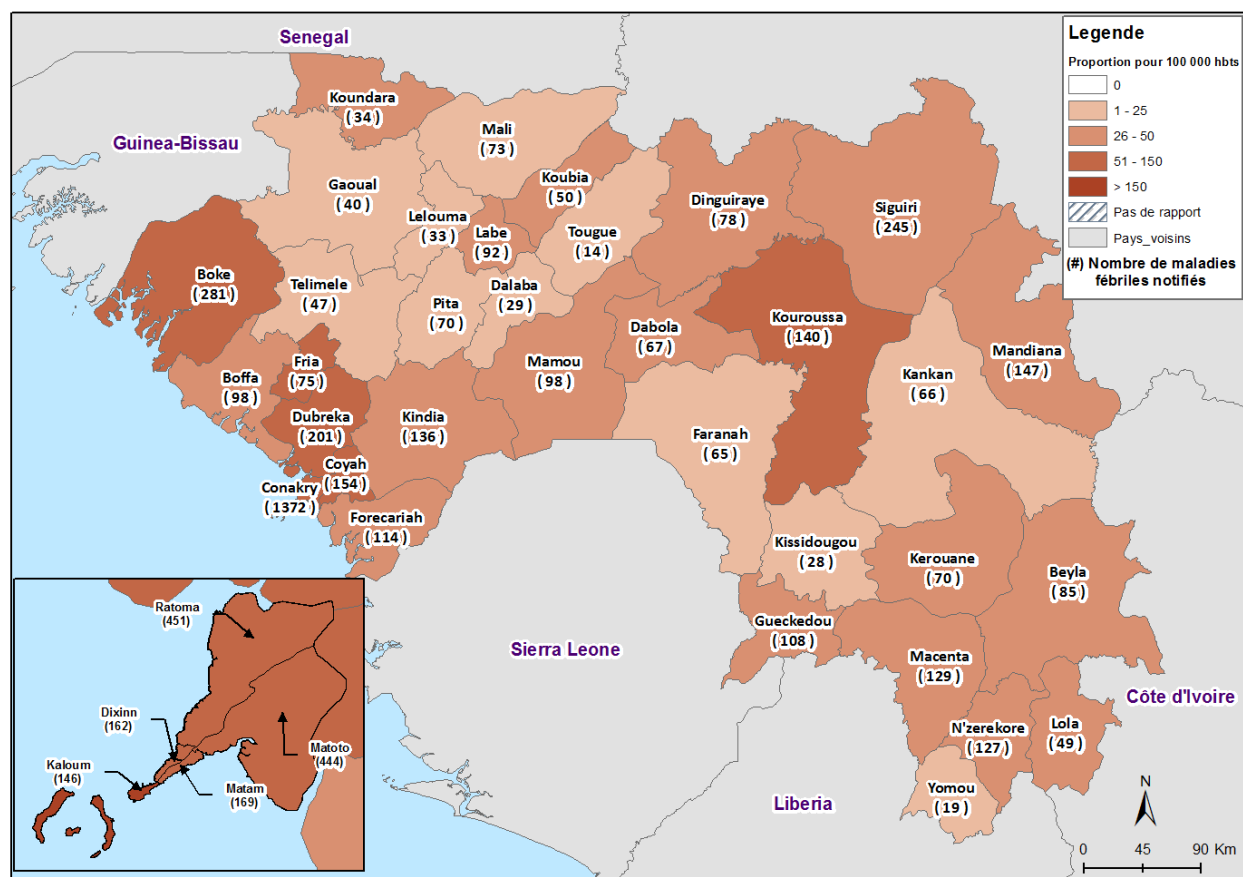 Senegal
Guinea-Bissau
Koundara
( 34 )
Mali
( 73 )
Gaoual
( 40 )
Koubia
( 50 )
Lelouma
( 33 )
Labe
( 92 )
Tougue
( 14 )
Dinguiraye
( 78 )
Siguiri
( 245 )
Boke
( 281 )
Telimele
( 47 )
Pita
( 70 )
Dalaba
( 29 )
Dabola
( 67 )
Kouroussa
( 140 )
Mandiana
( 147 )
Kankan
( 66 )
Fria
( 75 )
Boffa
( 98 )
Mamou
( 98 )
Dubreka
( 201 )
Kindia
( 136 )
Faranah
( 65 )
Coyah
( 154 )
Conakry
( 1372 )
Forecariah
( 114 )
Kissidougou
( 28 )
Kerouane
( 70 )
Beyla
( 85 )
Gueckedou
( 108 )
Macenta
( 129 )
N'zerekore
( 127 )
Lola
( 49 )
Yomou
( 19 )
Sierra Leone
Liberia
Côte d'Ivoire
Legende
Proportion pour 100 000 hbts
0
1 - 25
26 - 50
51 - 150
> 150
Pas de rapport
Pays_voisins
(#) Nombre de maladies
fébriles notifiés
Ratoma
(451)
Dixinn
(162)
Kaloum
(146)
Matam
(169)
Matoto
(444)
N
0 45 90 Km